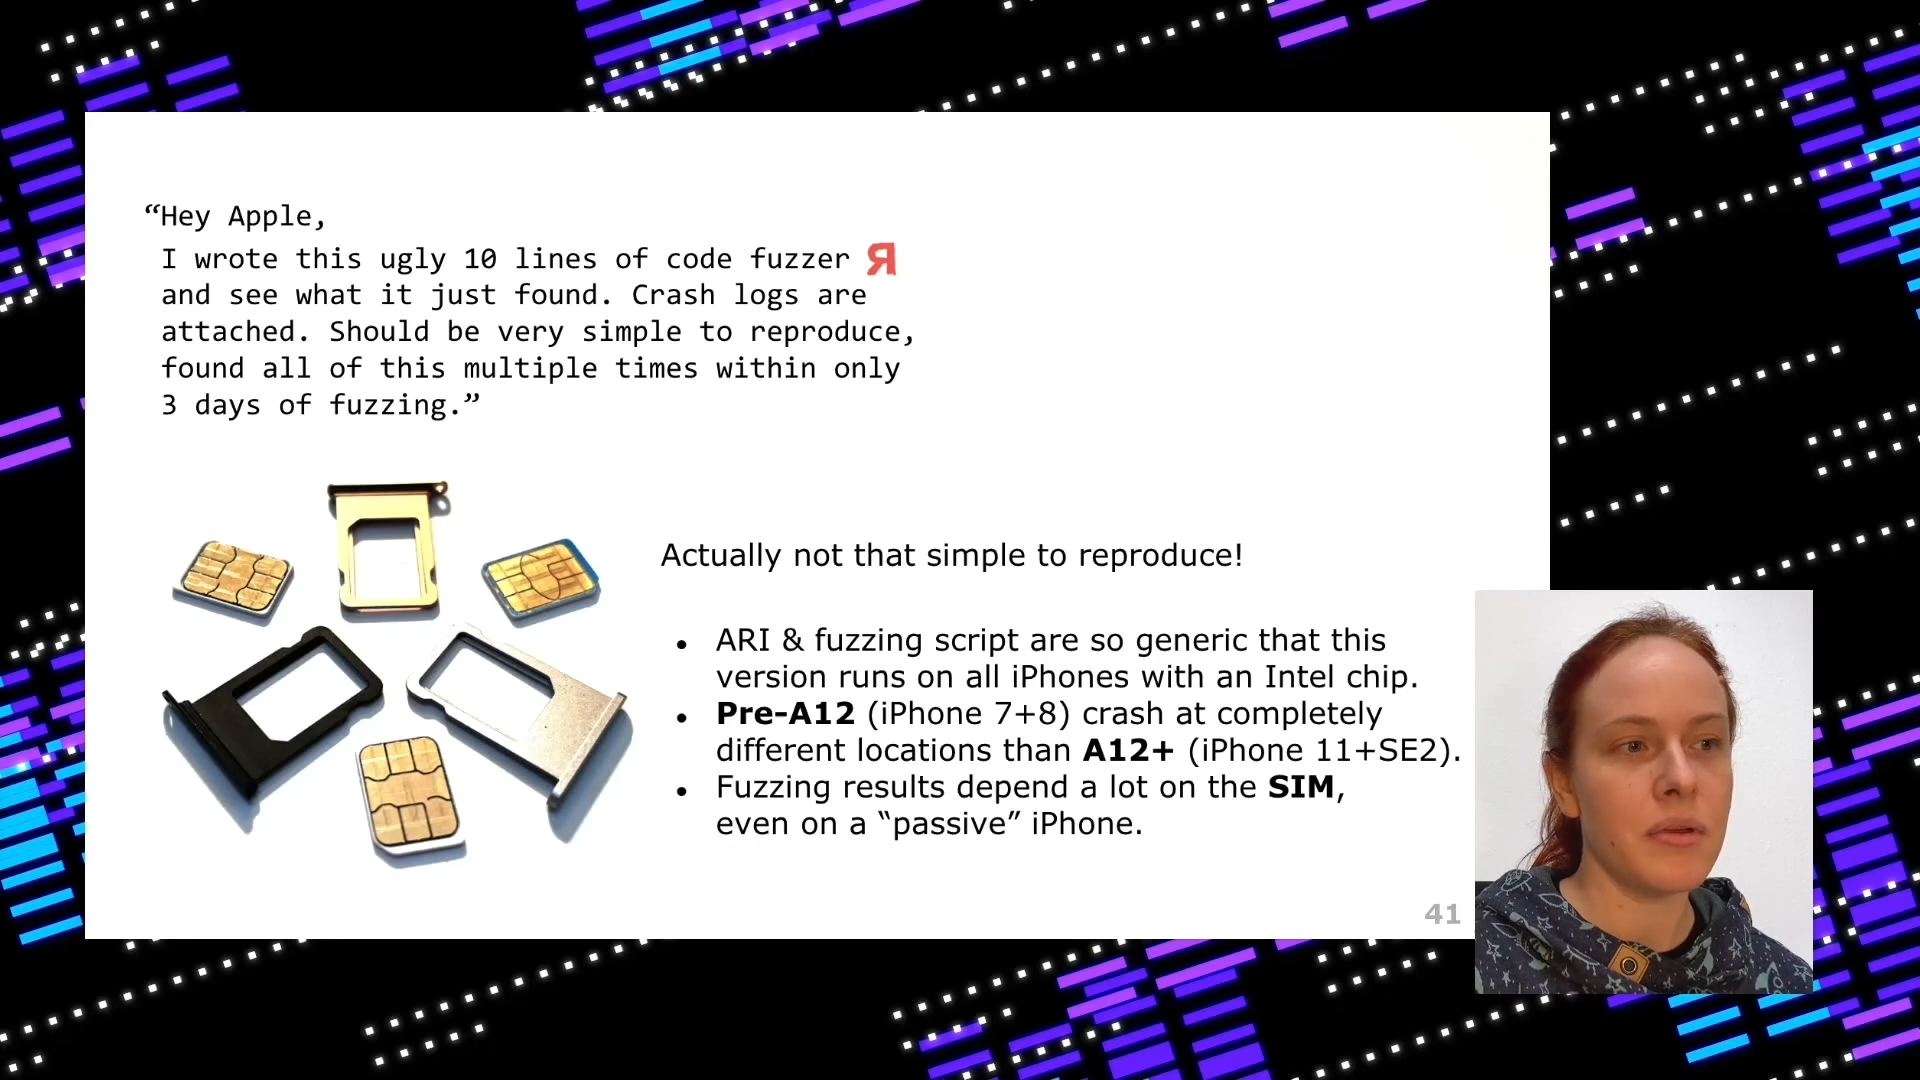 “Hey Apple,
I wrote this ugly 10 lines of code fuzzer Я
and see what it just found. Crash logs are
attached. Should be very simple to reproduce,
found all of this multiple times within only
3 days of fuzzing.”
Actually not that simple to reproduce!
• ARI & fuzzing script are so generic that this
version runs on all iPhones with an Intel chip.
• Pre-A12 (iPhone 7+8) crash at completely
different locations than A12+ (iPhone 11+SE2).
• Fuzzing results depend a lot on the SIM,
even on a “passive” iPhone.
41